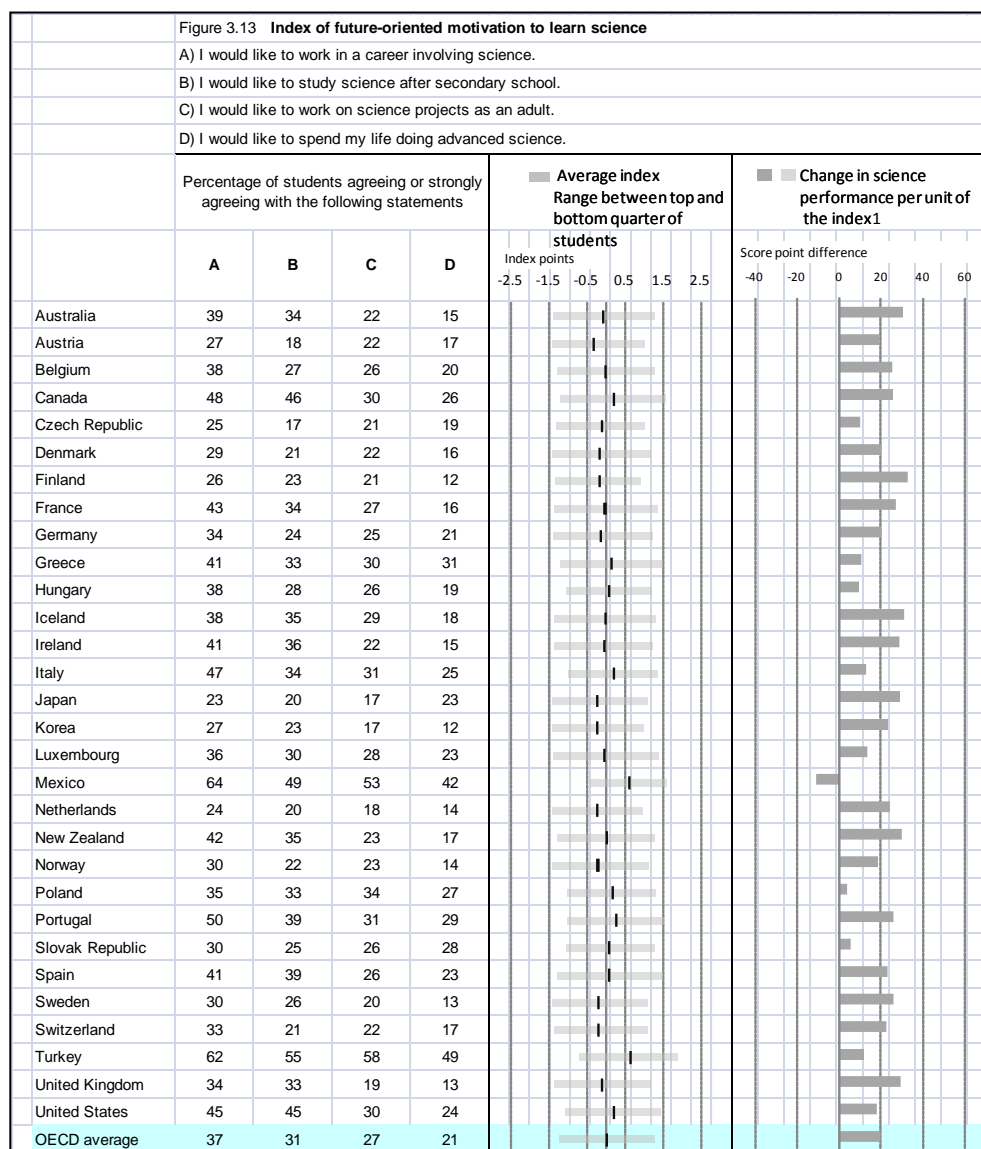 Figure 3.13 Index of future-oriented motivation to learn science
A) I would like to work in a career involving science.
B) I would like to study science after secondary school.
C) I would like to work on science projects as an adult.
D) I would like to spend my life doing advanced science.
Percentage of students agreeing or strongly
agreeing with the following statements
Average index
Range between top and
bottom quarter of
students
Change in science
performance per unit of
the index1
A B C D
Index points
-2.5 -1.5 -0.5 0.5 1.5 2.5
Score point difference
-40 -20 0 20 40 60
Australia 39 34 22 15
Austria 27 18 22 17
Belgium 38 27 26 20
Canada 48 46 30 26
Czech Republic 25 17 21 19
Denmark 29 21 22 16
Finland 26 23 21 12
France 43 34 27 16
Germany 34 24 25 21
Greece 41 33 30 31
Hungary 38 28 26 19
Iceland 38 35 29 18
Ireland 41 36 22 15
Italy 47 34 31 25
Japan 23 20 17 23
Korea 27 23 17 12
Luxembourg 36 30 28 23
Mexico 64 49 53 42
Netherlands 24 20 18 14
New Zealand 42 35 23 17
Norway 30 22 23 14
Poland 35 33 34 27
Portugal 50 39 31 29
Slovak Republic 30 25 26 28
Spain 41 39 26 23
Sweden 30 26 20 13
Switzerland 33 21 22 17
Turkey 62 55 58 49
United Kingdom 34 33 19 13
United States 45 45 30 24
OECD average 37 31 27 21